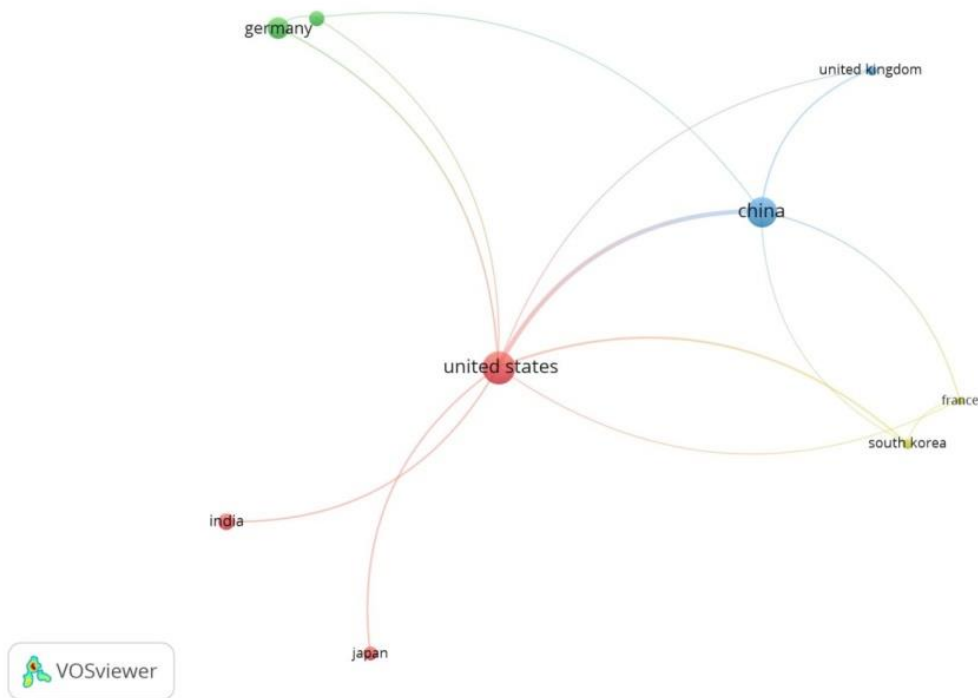 germany
united kingdom
china
united states
france
south korea
india
japan
VOSviewer